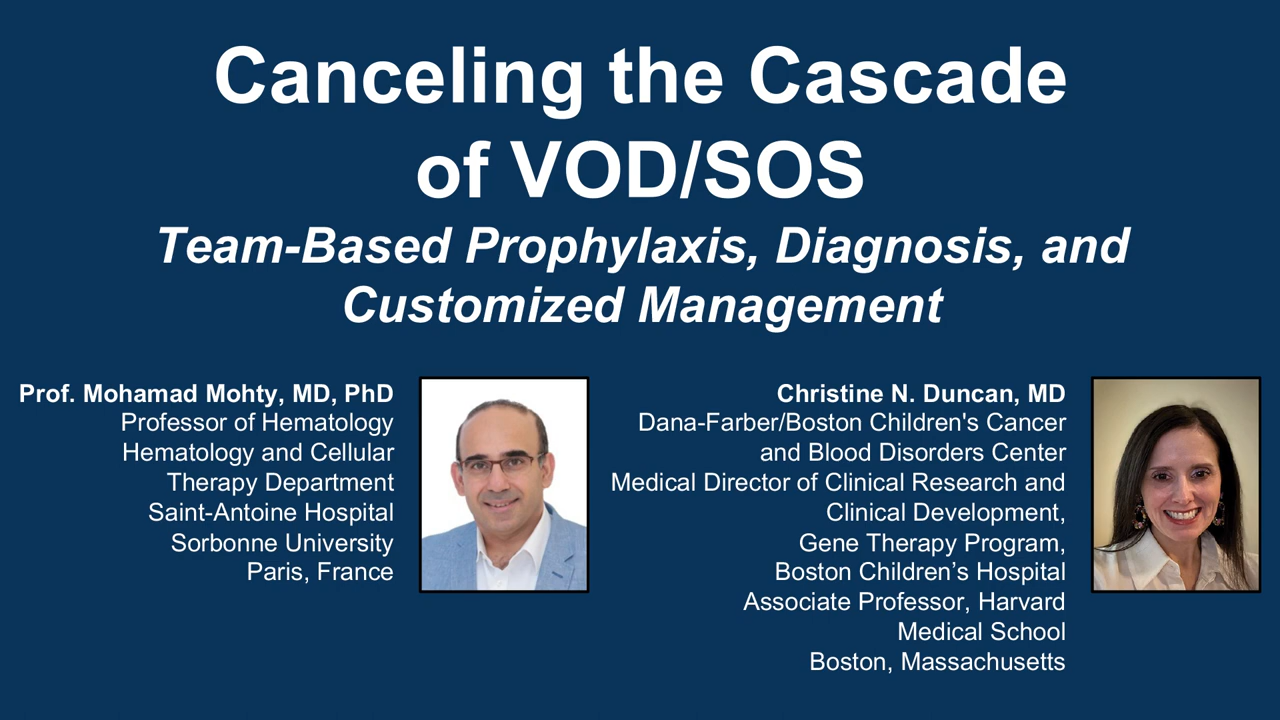 Canceling the Cascade
of VOD/SOS
Team-Based Prophylaxis, Diagnosis, and
Customized Management
Prof. Mohamad Mohty, MD, PhD
Professor of Hematology
Hematology and Cellular
Therapy Department
Saint-Antoine Hospital
Sorbonne University
Paris, France
Christine N. Duncan, MD
Dana-Farber/Boston Children's Cancer
and Blood Disorders Center
Medical Director of Clinical Research and
Clinical Development,
Gene Therapy Program,
Boston Children’s Hospital
Associate Professor, Harvard
Medical School
Boston, Massachusetts